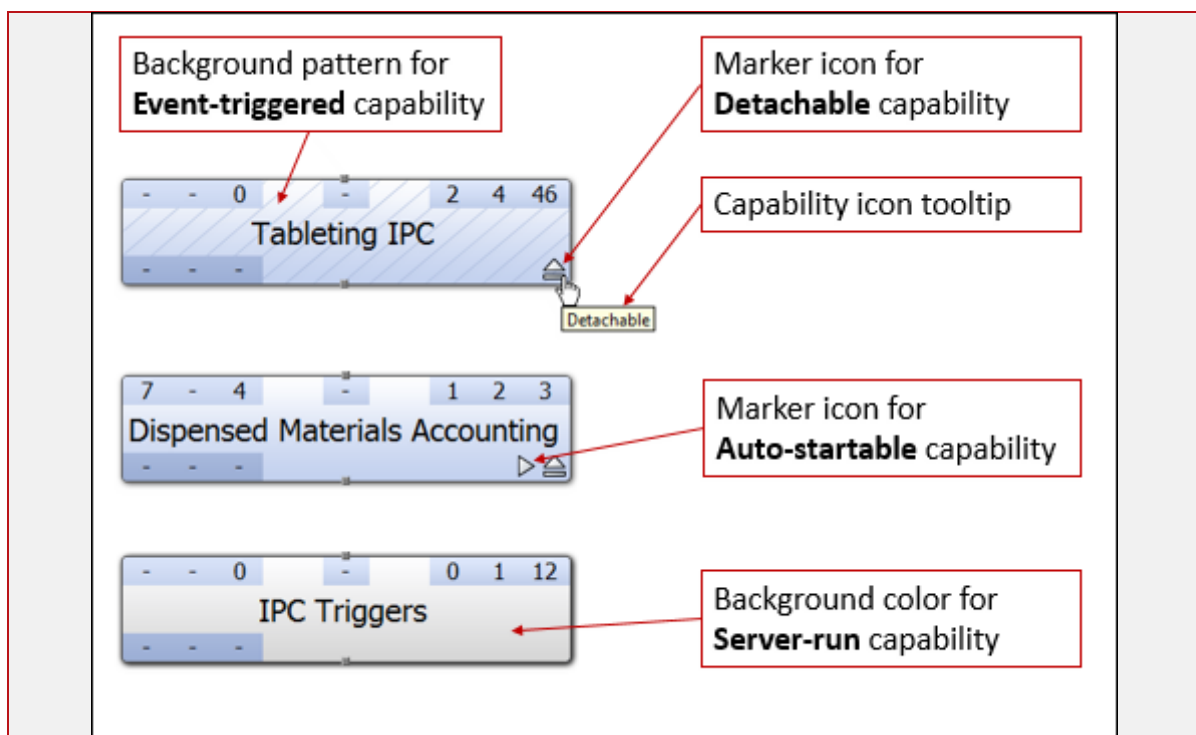 Background pattern for
Event-triggered capability
Marker icon for
Detachable capability
- - 0 - 2 4 46
Tableting IPC
- - -
Detachable
Capability icon tooltip
7 - 4 - 1 2 3
Dispensed Materials Accounting
- - -
Marker icon for
Auto-startable capability
- - 0 - 0 1 12
IPC Triggers
- - -
Background color for
Server-run capability